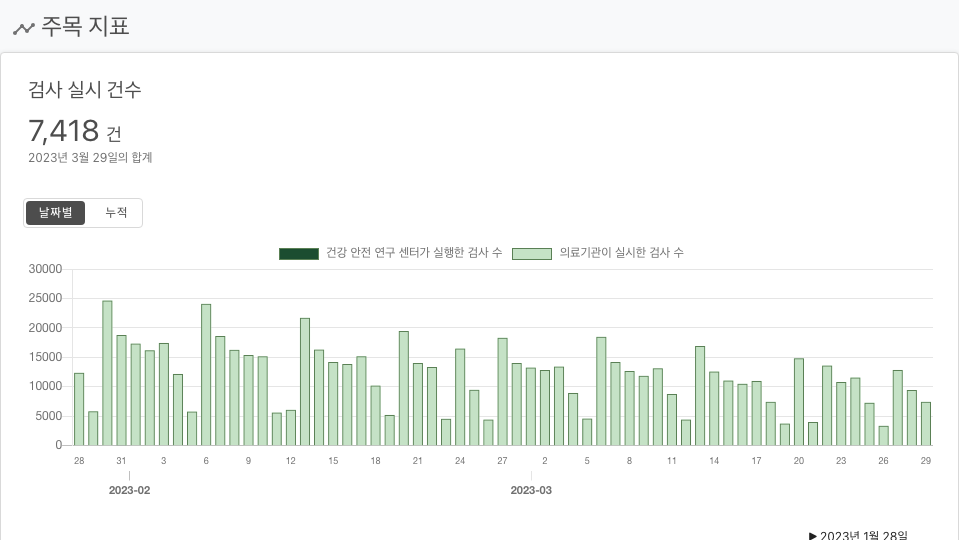 주목 지표
검사 실시 건수
7,418 건
2023년 3월 29일의 합계
날짜별 누적
건강 안전 연구 센터가 실행한 검사 수 의료기관이 실시한 검사 수
30000
25000
20000
15000
10000
5000
0
28 31 3 6 9 12 15 18 21 24 27 2 5 8 11 14 17 20 23 26 29
2023-02 2023-03
▶ 2023년 1월 28일